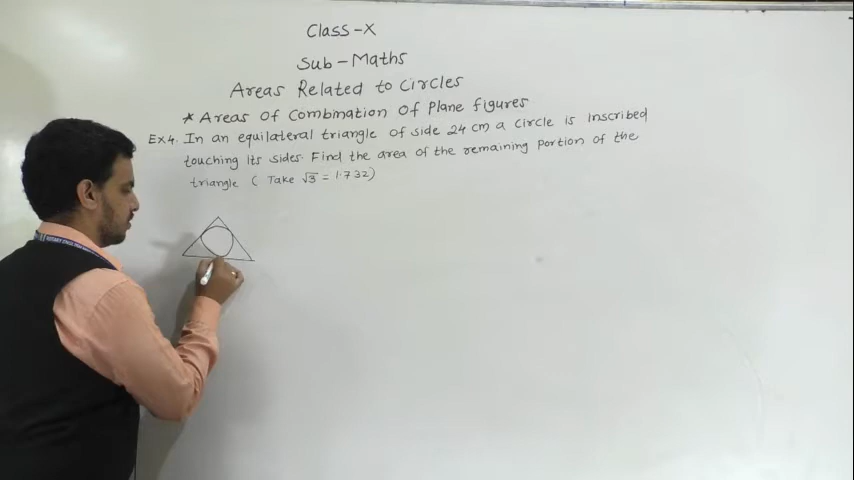 Class-X
Sub-Maths
Areas Related to Circles
* Areas Of Combination Of Plane figures
Ex4. In an equilateral triangle of side 24 cm a circle is inscribed
touching its sides. Find the area of the remaining portion of the
triangle ( Take √3 = 1.732)